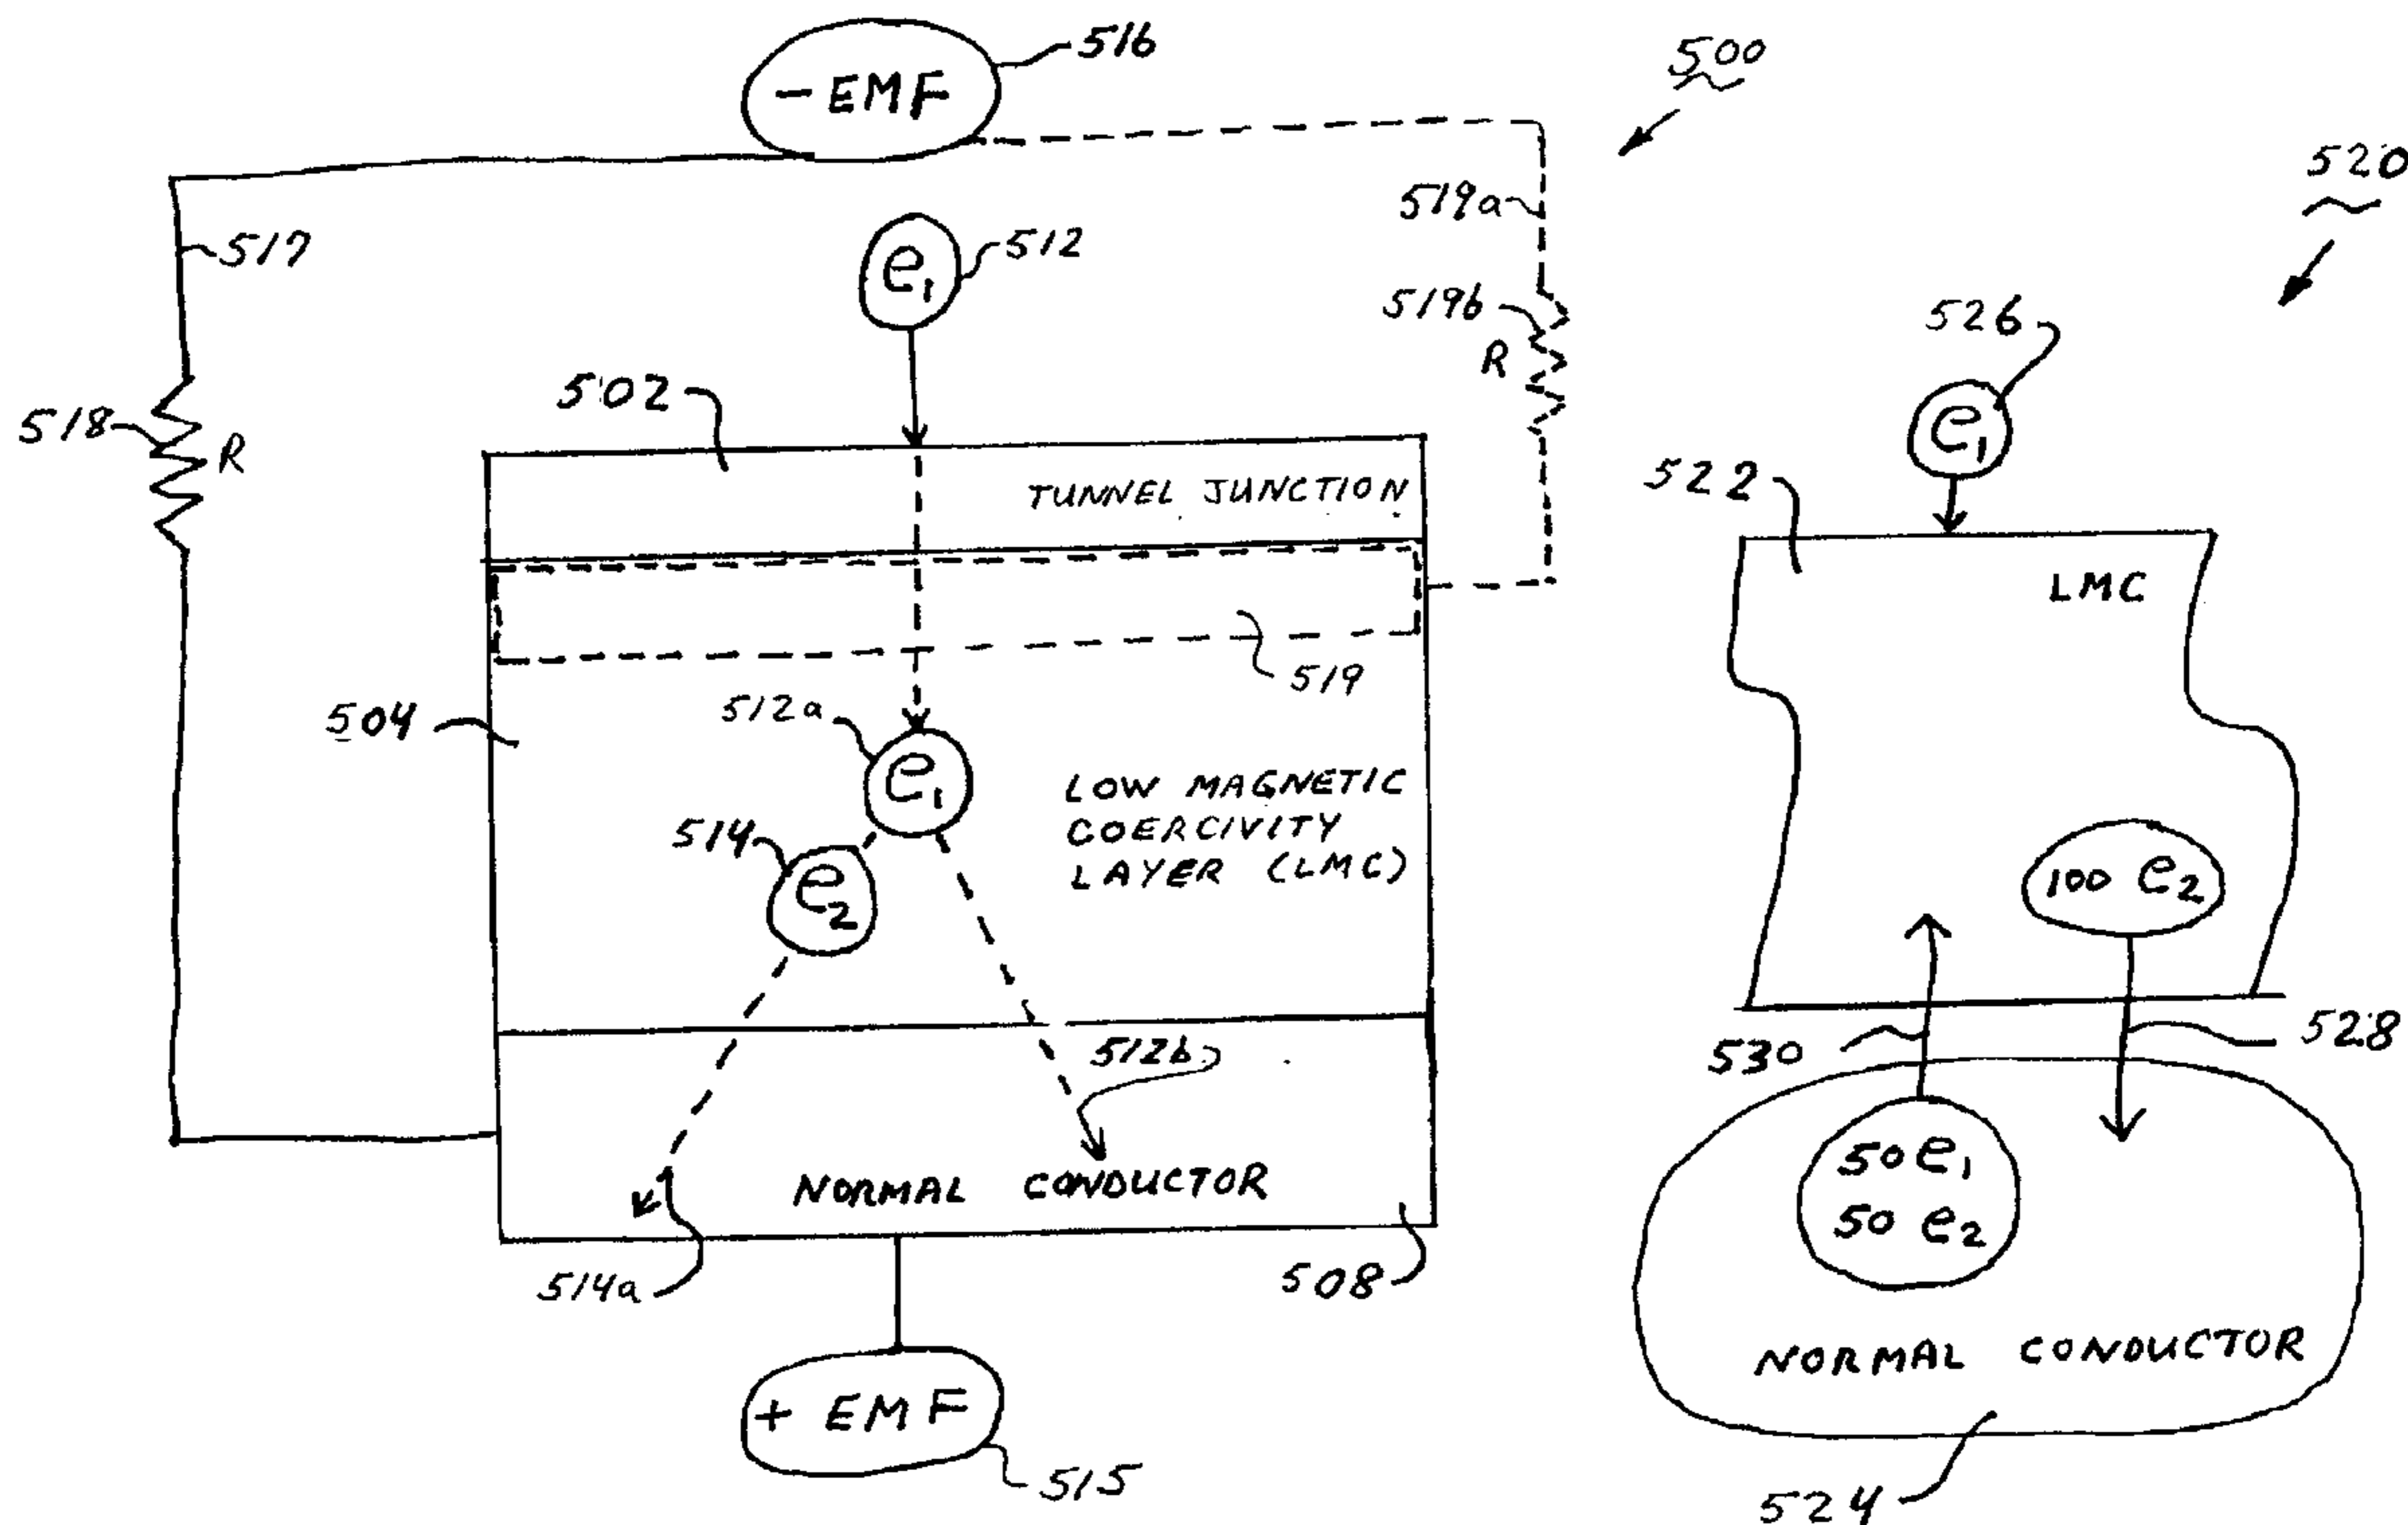 516
- EMF
500
520
519a
517
e1
512
519b
R
526
502
e1
518
R
522
TUNNEL JUNCTION
LMC
519
512a
504
e1
LOW MAGNETIC
COERCIVITY
LAYER (LMC)
514
e2
100 e2
512b
530
528
50 e1
50 e2
NORMAL CONDUCTOR
514a
508
NORMAL CONDUCTOR
+ EMF
515
524